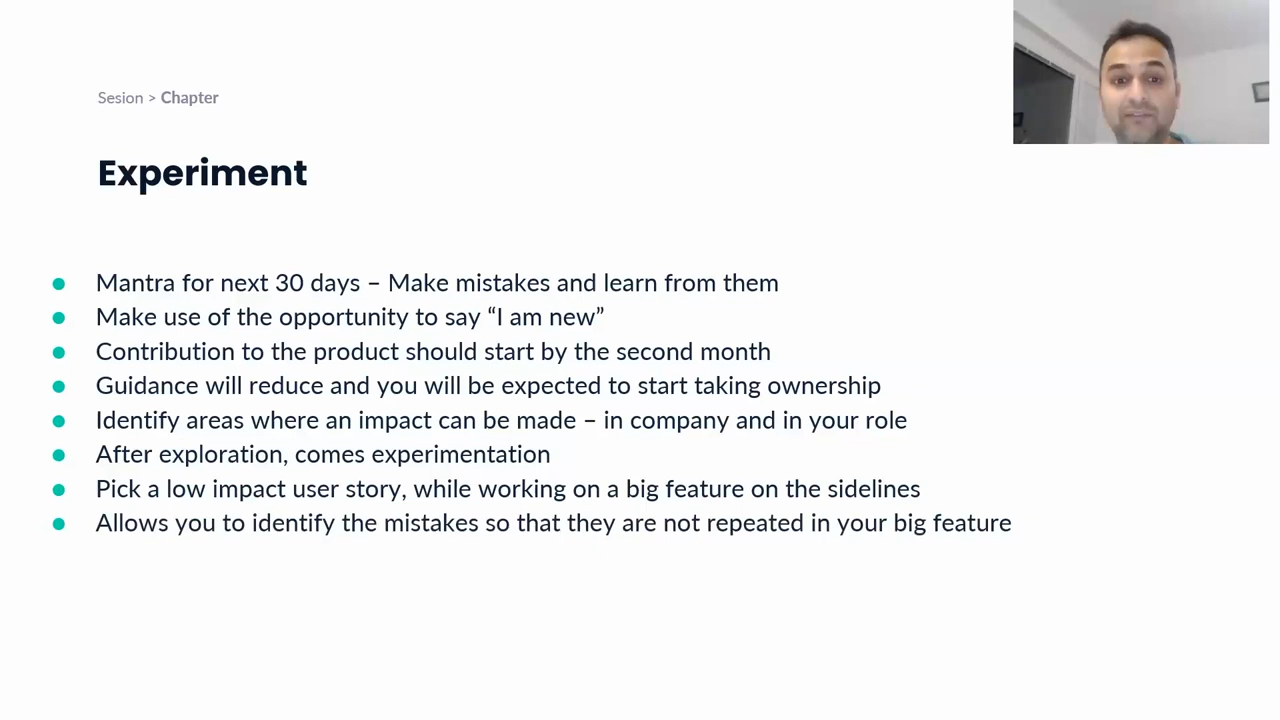 Sesion > Chapter
Experiment
Mantra for next 30 days – Make mistakes and learn from them
Make use of the opportunity to say “I am new”
Contribution to the product should start by the second month
Guidance will reduce and you will be expected to start taking ownership
Identify areas where an impact can be made – in company and in your role
After exploration, comes experimentation
Pick a low impact user story, while working on a big feature on the sidelines
Allows you to identify the mistakes so that they are not repeated in your big feature